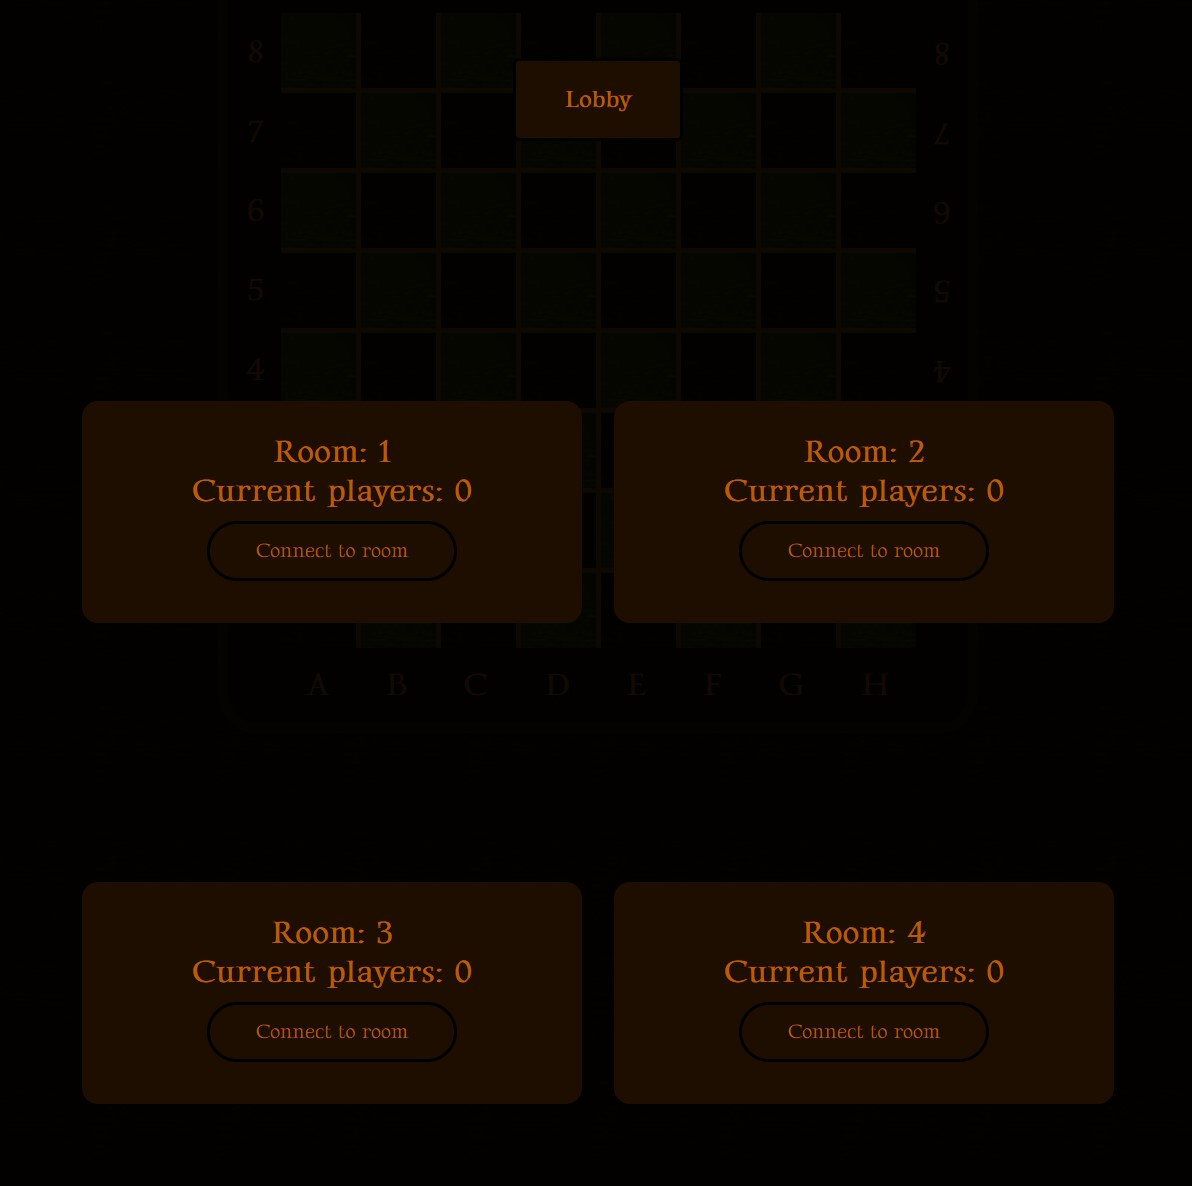 8 8
Lobby
7 7
6 6
5 5
4 4
Room: 1
Current players: 0
Connect to room
Room: 2
Current players: 0
Connect to room
A B C D E F G H
Room: 3
Current players: 0
Connect to room
Room: 4
Current players: 0
Connect to room